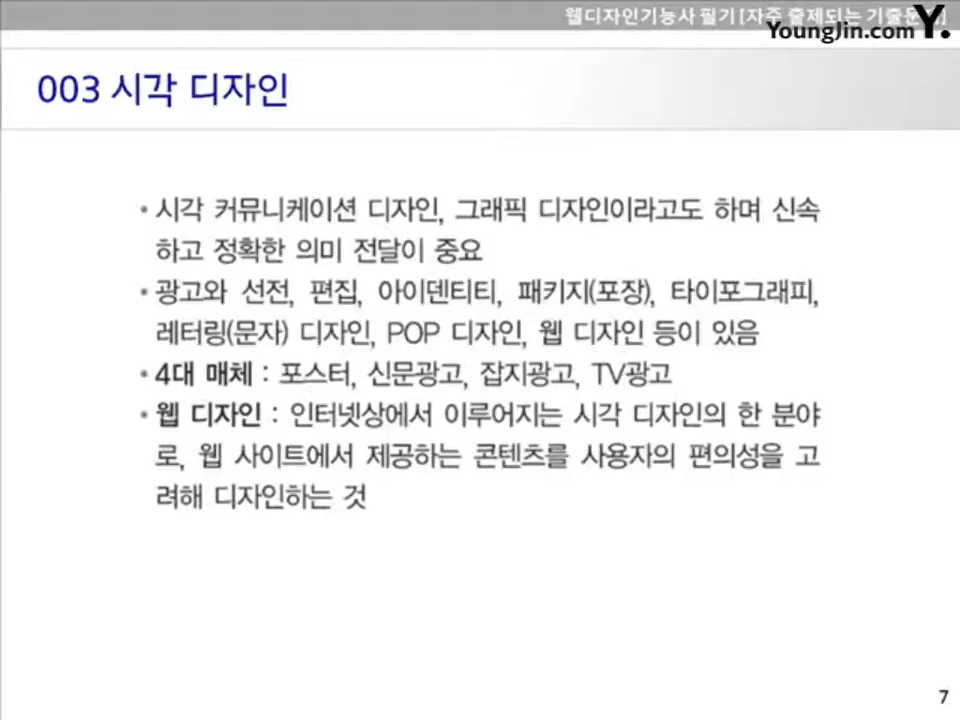 웹디자인기능사 필기 [자주 출제되는 기출문제]
YoungJin.com Y.
003 시각 디자인
• 시각 커뮤니케이션 디자인, 그래픽 디자인이라고도 하며 신속
하고 정확한 의미 전달이 중요
• 광고와 선전, 편집, 아이덴티티, 패키지(포장), 타이포그래피,
레터링(문자) 디자인, POP 디자인, 웹 디자인 등이 있음
• 4대 매체 : 포스터, 신문광고, 잡지광고, TV광고
• 웹 디자인 : 인터넷상에서 이루어지는 시각 디자인의 한 분야
로, 웹 사이트에서 제공하는 콘텐츠를 사용자의 편의성을 고
려해 디자인하는 것
7